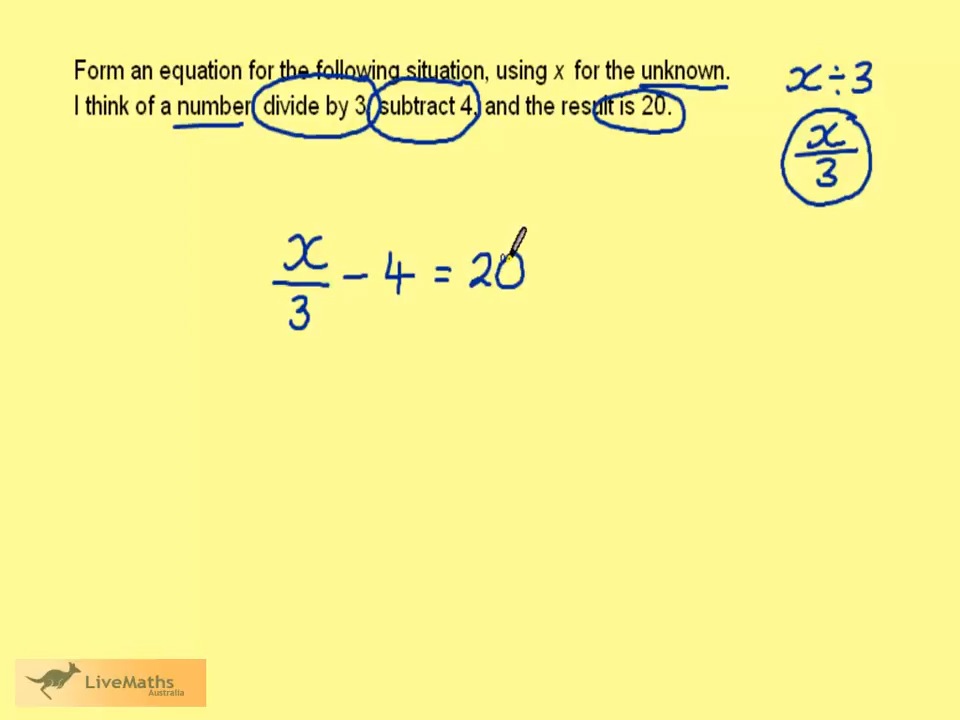 Form an equation for the following situation, using x for the unknown.
I think of a number, divide by 3, subtract 4, and the result is 20.
x ÷ 3
x
3
x
3
- 4 = 20
LiveMaths
Australia